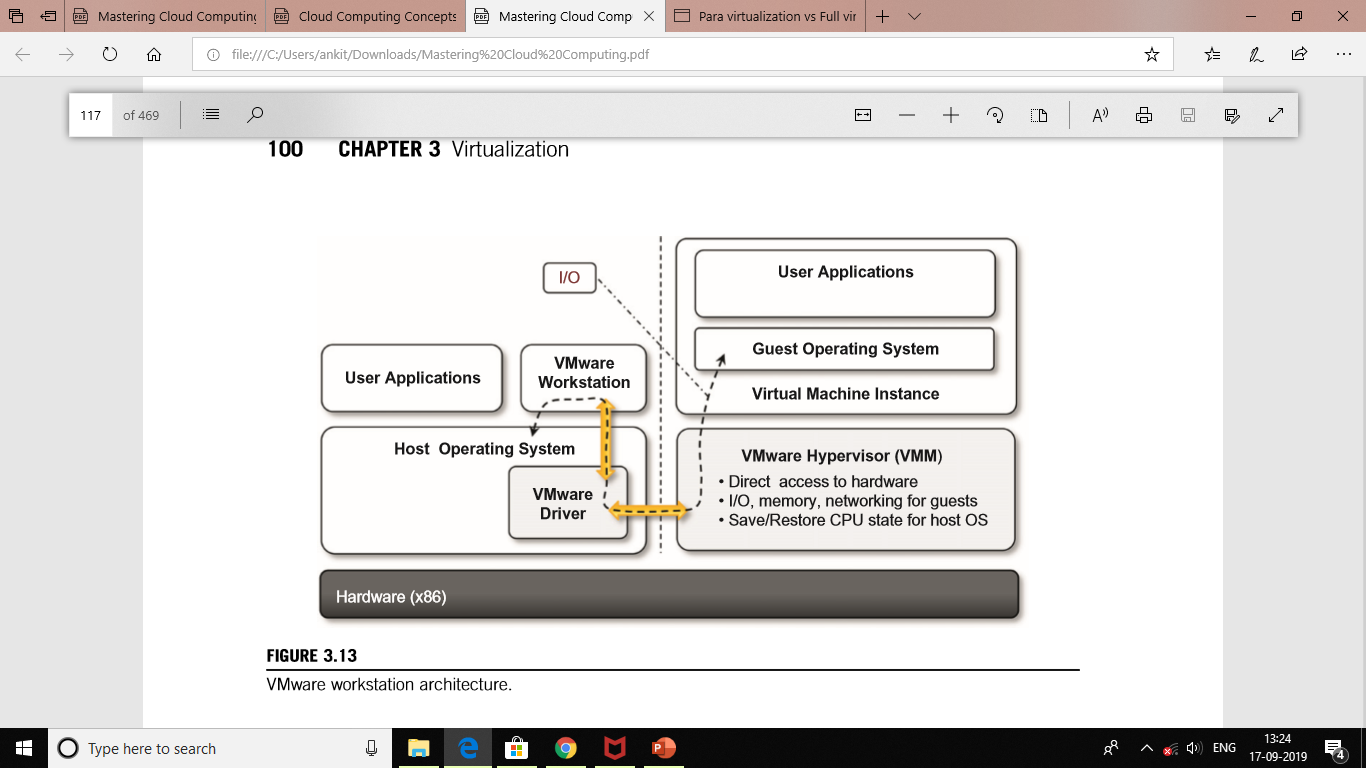 Mastering Cloud Computing
Cloud Computing Concepts
Mastering Cloud Comp
Para virtualization vs Full vir
file:///C:/Users/ankit/Downloads/Mastering%20Cloud%20Computing.pdf
117 of 469
100 CHAPTER 3 Virtualization
I/O
User Applications
Guest Operating System
Virtual Machine Instance
User Applications
VMware
Workstation
Host Operating System
VMware
Driver
VMware Hypervisor (VMM)
• Direct access to hardware
• I/O, memory, networking for guests
• Save/Restore CPU state for host OS
Hardware (x86)
FIGURE 3.13
VMware workstation architecture.
Type here to search
ENG
13:24
17-09-2019
4